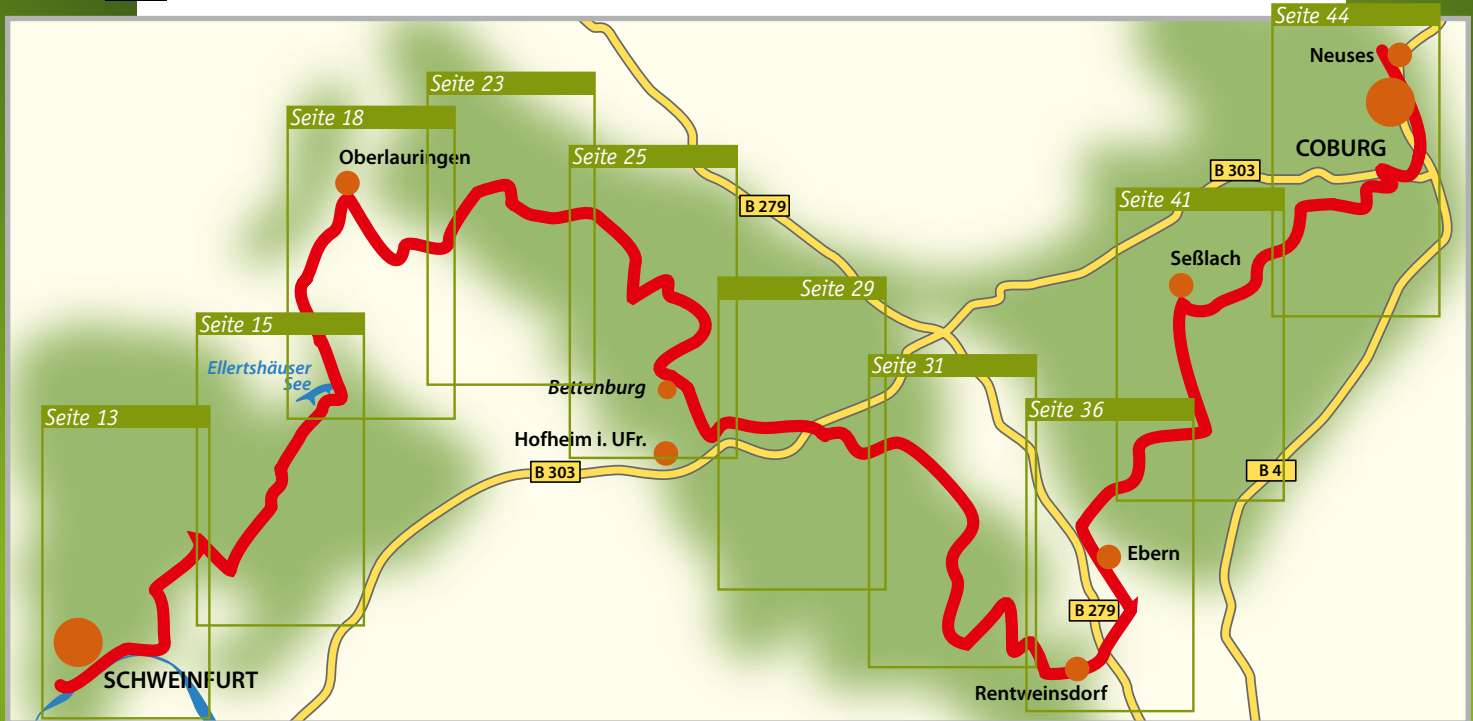 Seite 44
Neuses
COBURG
Seite 23
Seite 18
Oberlauringen
Seite 25
B 303
B 279
Seite 41
Seßlach
Seite 29
Seite 15
Ellertshäuser
See
Seite 31
Bettenburg
Seite 36
Seite 13
Hofheim i. UFr.
B 303
B 4
Ebern
B 279
SCHWEINFURT
Rentweinsdorf